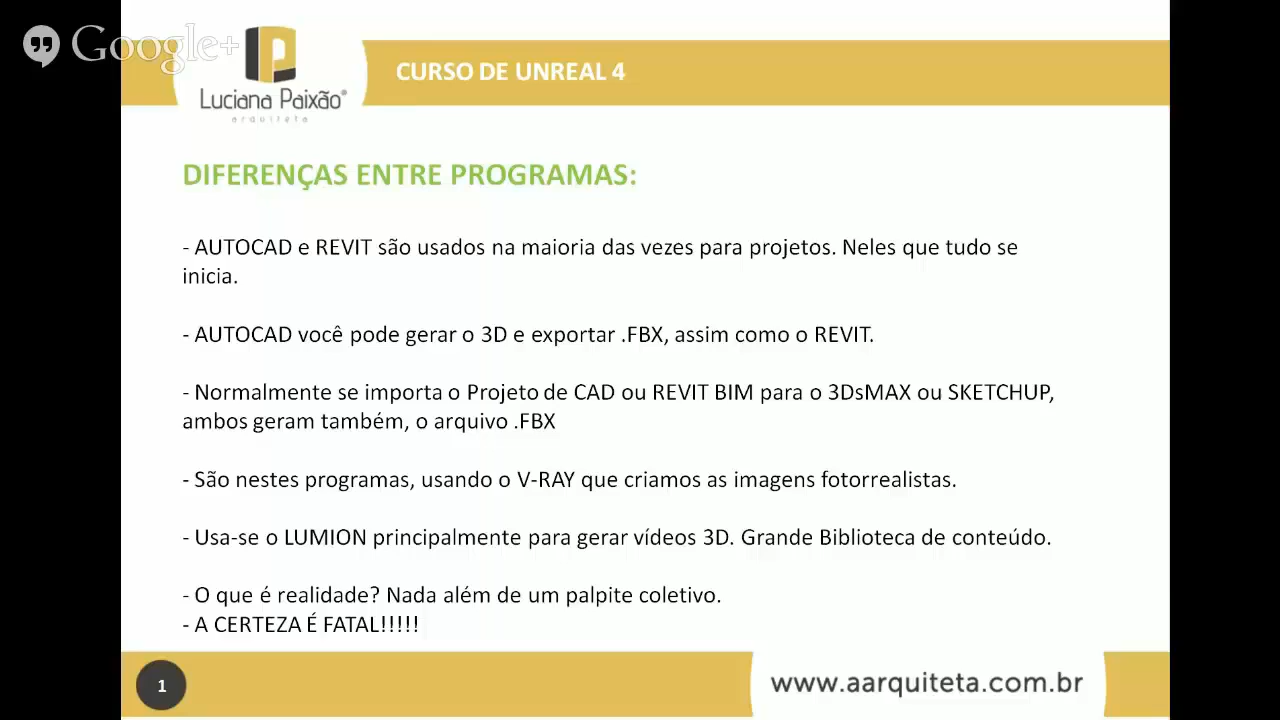 Google+
CURSO DE UNREAL 4
Luciana Paixão®
arquiteta
DIFERENÇAS ENTRE PROGRAMAS:
- AUTOCAD e REVIT são usados na maioria das vezes para projetos. Neles que tudo se
inicia.
- AUTOCAD você pode gerar o 3D e exportar .FBX, assim como o REVIT.
- Normalmente se importa o Projeto de CAD ou REVIT BIM para o 3DsMAX ou SKETCHUP,
ambos geram também, o arquivo .FBX
- São nestes programas, usando o V-RAY que criamos as imagens fotorrealistas.
- Usa-se o LUMION principalmente para gerar vídeos 3D. Grande Biblioteca de conteúdo.
- O que é realidade? Nada além de um palpite coletivo.
- A CERTEZA É FATAL!!!!!
1
www.aarquiteta.com.br